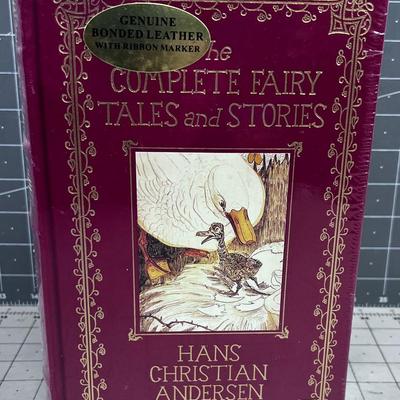 GENUINE
BONDED LEATHER
WITH RIBBON MARKER
The
COMPLETE FAIRY
TALES and STORIES
HANS
CHRISTIAN
ANDERSEN